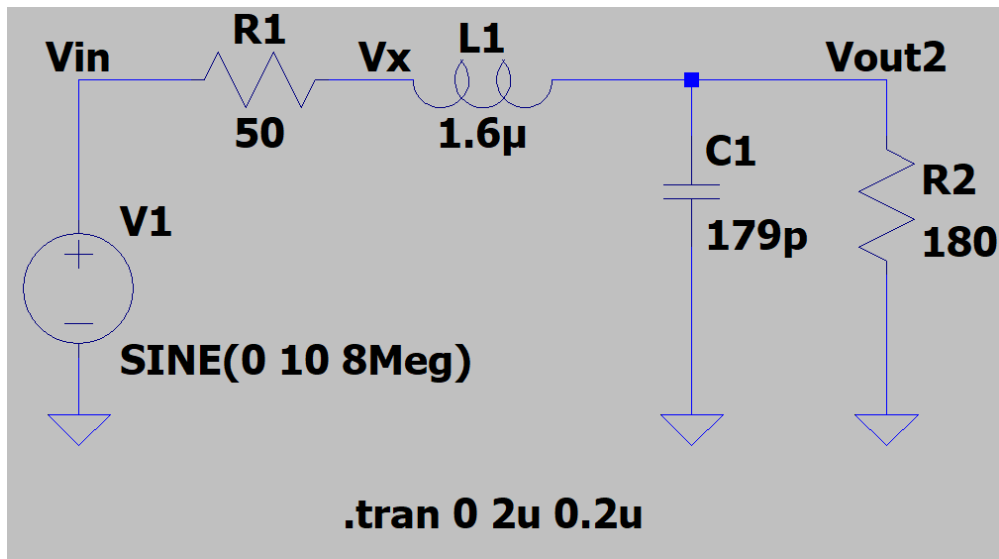 R1
Vin
Vx
L1
Vout2
50
1.6µ
C1
R2
V1
179p
180
SINE(0 10 8Meg)
.tran 0 2u 0.2u